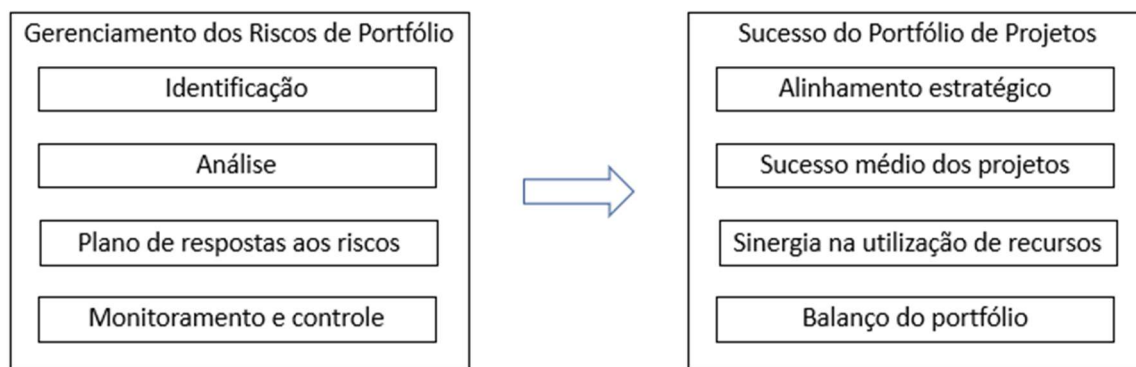 Gerenciamento dos Riscos de Portfólio
Identificação
Análise
Plano de respostas aos riscos
Monitoramento e controle
Sucesso do Portfólio de Projetos
Alinhamento estratégico
Sucesso médio dos projetos
Sinergia na utilização de recursos
Balanço do portfólio